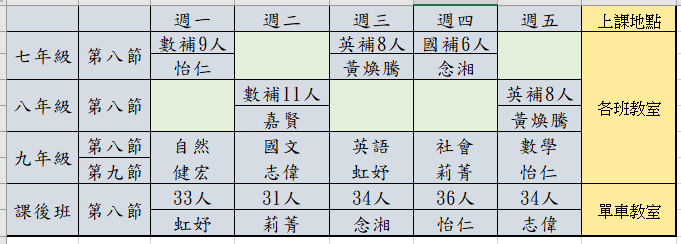 週一 週二 週三 週四 週五 上課地點
七年級 第八節 數補9人 英補8人 國補6人 各班教室
怡仁 黃煥騰 念湘
八年級 第八節 數補11人 英補8人
嘉賢 黃煥騰
九年級 第八節 自然 國文 英語 社會 數學
第九節 健宏 志偉 虹妤 莉菁 怡仁
課後班 第八節 33人 31人 34人 36人 34人 單車教室
虹妤 莉菁 念湘 怡仁 志偉